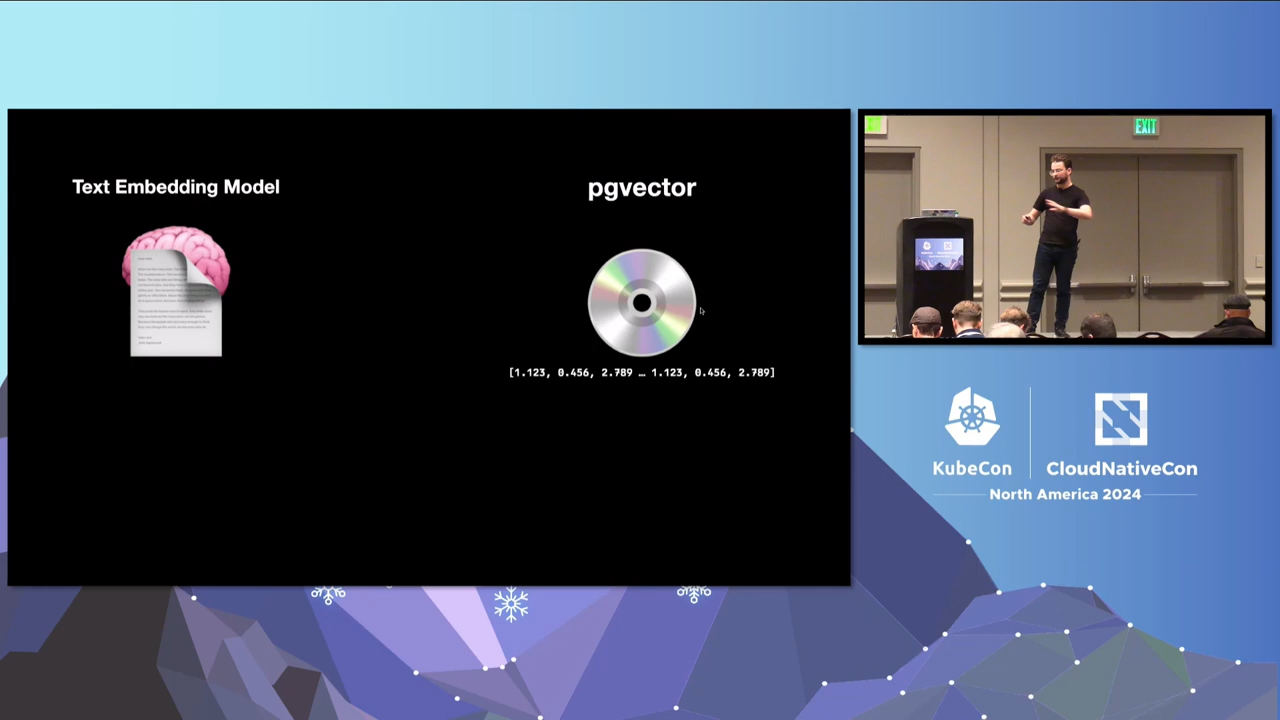 Text Embedding Model
pgvector
[1.123, 0.456, 2.789 … 1.123, 0.456, 2.789]
EXIT
KubeCon
CloudNativeCon
North America 2024